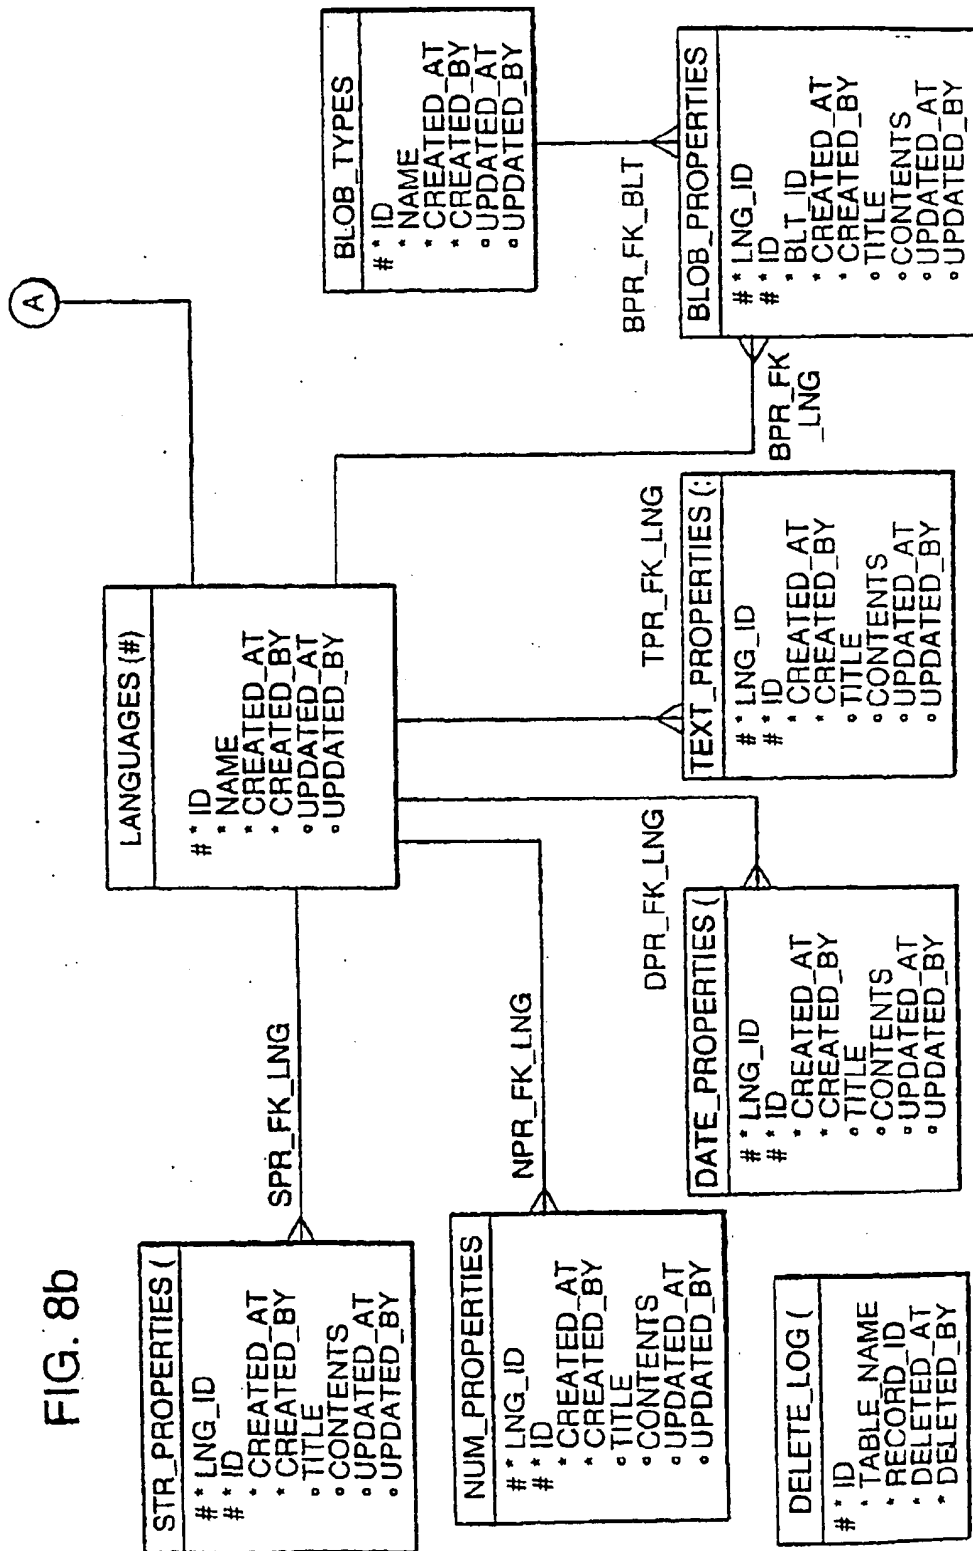 FIG. 8b
STR_PROPERTIES (
# * LNG_ID
# * ID
* CREATED_AT
* CREATED_BY
° TITLE
° CONTENTS
° UPDATED_AT
° UPDATED_BY
SPR_FK_LNG
LANGUAGES (#)
# * ID
* NAME
* CREATED_AT
* CREATED_BY
° UPDATED_AT
° UPDATED_BY
A
NUM_PROPERTIES
# * LNG_ID
# * ID
* CREATED_AT
* CREATED_BY
° TITLE
° CONTENTS
° UPDATED_AT
° UPDATED_BY
NPR_FK_LNG
BLOB_TYPES
# * ID
* NAME
* CREATED_AT
* CREATED_BY
° UPDATED_AT
° UPDATED_BY
DELETE_LOG (
# * ID
* TABLE_NAME
* RECORD_ID
* DELETED_AT
* DELETED_BY
DATE_PROPERTIES (
# * LNG_ID
# * ID
* CREATED_AT
* CREATED_BY
° TITLE
° CONTENTS
° UPDATED_AT
° UPDATED_BY
DPR_FK_LNG
TEXT_PROPERTIES (:
# * LNG_ID
# * ID
* CREATED_AT
* CREATED_BY
° TITLE
° CONTENTS
° UPDATED_AT
° UPDATED_BY
TPR_FK_LNG
BPR_FK
_LNG
BPR_FK_BLT
BLOB_PROPERTIES
# * LNG_ID
# * ID
* BLT_ID
* CREATED_AT
* CREATED_BY
° TITLE
° CONTENTS
° UPDATED_AT
° UPDATED_BY